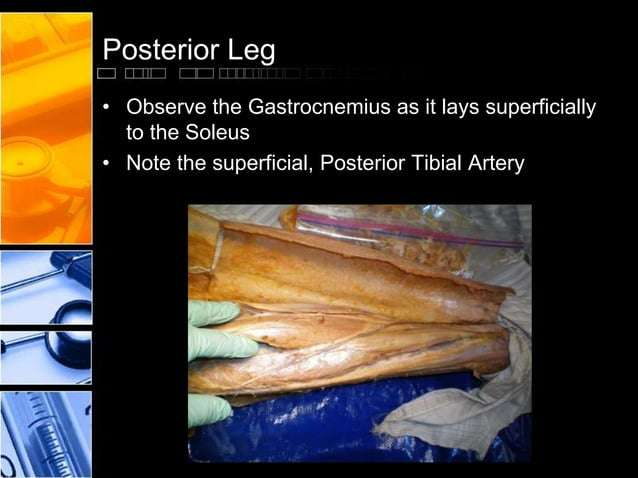 Posterior Leg
• Observe the Gastrocnemius as it lays superficially
to the Soleus
• Note the superficial, Posterior Tibial Artery